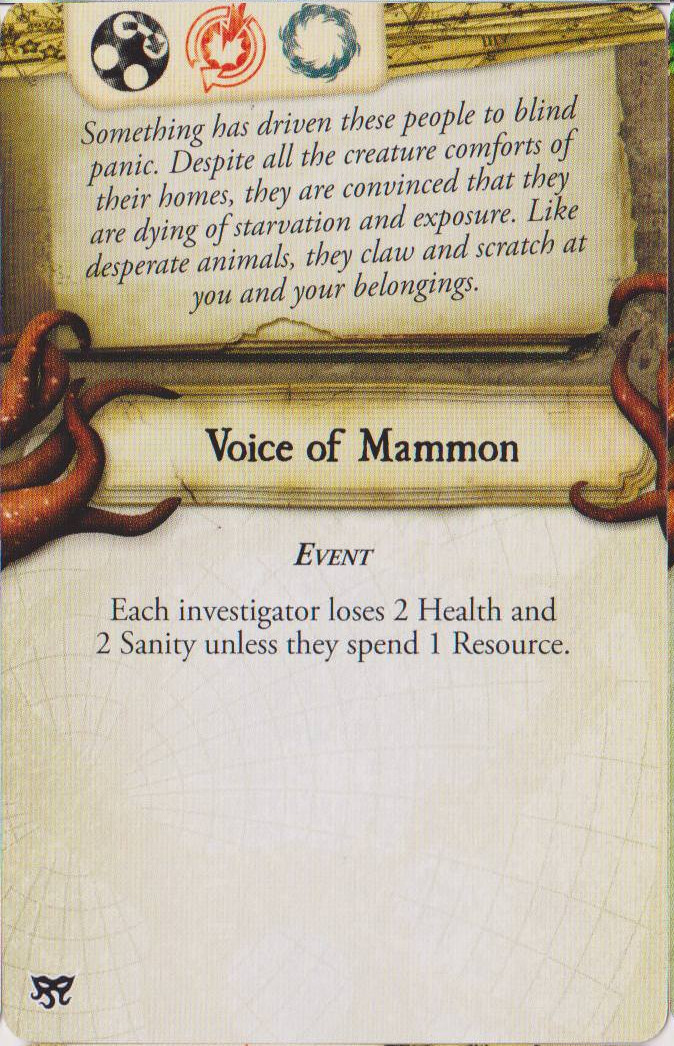 Something has driven these people to blind
panic. Despite all the creature comforts of
their homes, they are convinced that they
are dying of starvation and exposure. Like
desperate animals, they claw and scratch at
you and your belongings.
Voice of Mammon
Event
Each investigator loses 2 Health and
2 Sanity unless they spend 1 Resource.